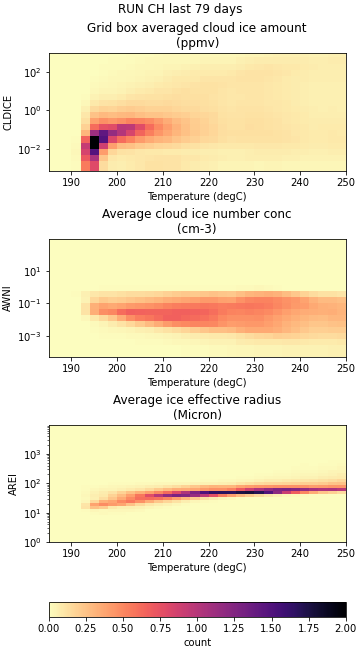 RUN CH last 79 days
Grid box averaged cloud ice amount
(ppmv)
CLDICE
10²
10⁰
10⁻²
190 200 210 220 230 240 250
Temperature (degC)
Average cloud ice number conc
(cm-3)
AWNI
10¹
10⁻¹
10⁻³
190 200 210 220 230 240 250
Temperature (degC)
Average ice effective radius
(Micron)
AREI
10³
10²
10¹
10⁰
190 200 210 220 230 240 250
Temperature (degC)
0.00 0.25 0.50 0.75 1.00 1.25 1.50 1.75 2.00
count